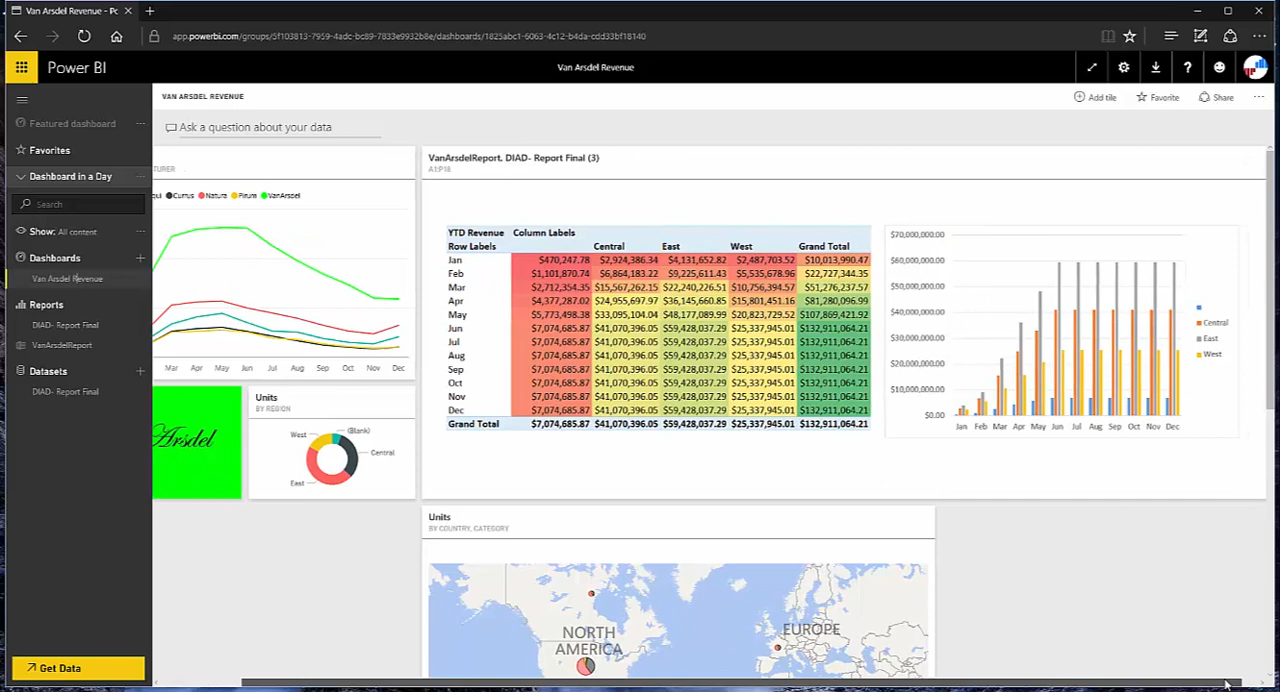 Van Arsdel Revenue - Pc
app.powerbi.com/groups/5f103813-7959-4adc-bc89-7833e9932b8e/dashboards/1825abc1-6063-4c12-b4da-cdd33bf18140
Power BI
Van Arsdel Revenue
Featured dashboard
Favorites
Dashboard in a Day
Search
Show: All content
Dashboards
Van Arsdel Revenue
Reports
DIAD- Report Final
VanArsdelReport
Datasets
DIAD- Report Final
Get Data
VAN ARSDEL REVENUE
Add tile
Favorite
Share
Ask a question about your data
TURER
qui Currus Natura Pirum VanArsdel
Mar Apr May Jun Jul Aug Sep Oct Nov Dec
Arsdel
Units
BY REGION
West
(Blank)
Central
East
VanArsdelReport, DIAD- Report Final (3)
A1:P18
YTD Revenue Column Labels
Row Labels Central East West Grand Total
Jan $470,247.78 $2,924,386.34 $4,131,652.82 $2,487,703.52 $10,013,990.47
Feb $1,101,870.74 $6,864,183.22 $9,225,611.43 $5,535,678.96 $22,727,344.35
Mar $2,712,354.35 $15,567,262.15 $22,240,226.51 $10,756,394.57 $51,276,237.57
Apr $4,377,287.02 $24,955,697.97 $36,145,660.85 $15,801,451.16 $81,280,096.99
May $5,773,498.38 $33,095,104.04 $48,177,089.99 $20,823,729.52 $107,869,421.92
Jun $7,074,685.87 $41,070,396.05 $59,428,037.29 $25,337,945.01 $132,911,064.21
Jul $7,074,685.87 $41,070,396.05 $59,428,037.29 $25,337,945.01 $132,911,064.21
Aug $7,074,685.87 $41,070,396.05 $59,428,037.29 $25,337,945.01 $132,911,064.21
Sep $7,074,685.87 $41,070,396.05 $59,428,037.29 $25,337,945.01 $132,911,064.21
Oct $7,074,685.87 $41,070,396.05 $59,428,037.29 $25,337,945.01 $132,911,064.21
Nov $7,074,685.87 $41,070,396.05 $59,428,037.29 $25,337,945.01 $132,911,064.21
Dec $7,074,685.87 $41,070,396.05 $59,428,037.29 $25,337,945.01 $132,911,064.21
Grand Total $7,074,685.87 $41,070,396.05 $59,428,037.29 $25,337,945.01 $132,911,064.21
$70,000,000.00
$60,000,000.00
$50,000,000.00
$40,000,000.00
$30,000,000.00
$20,000,000.00
$10,000,000.00
$0.00
Jan Feb Mar Apr May Jun Jul Aug Sep Oct Nov Dec
Central
East
West
Units
BY COUNTRY, CATEGORY
NORTH
AMERICA
EUROPE